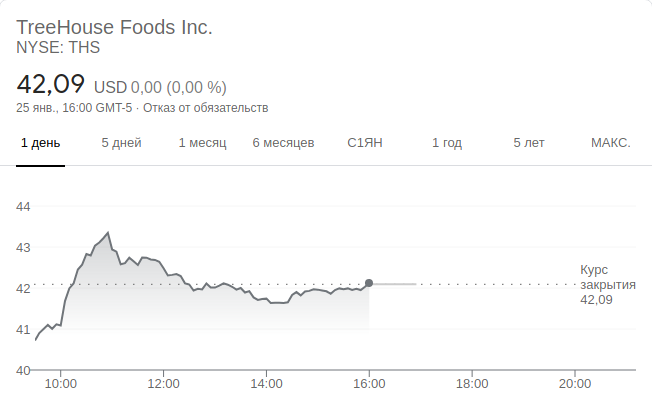 TreeHouse Foods Inc.
NYSE: THS
42,09 USD 0,00 (0,00 %)
25 янв., 16:00 GMT-5 · Отказ от обязательств
1 день 5 дней 1 месяц 6 месяцев С1ЯН 1 год 5 лет МАКС.
44
43
Курс
42 закрытия
42,09
41
40
10:00 12:00 14:00 16:00 18:00 20:00